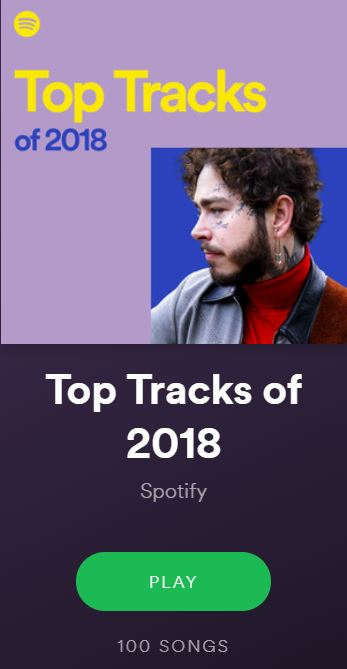 Top Tracks
of 2018
Top Tracks of
2018
Spotify
PLAY
100 SONGS